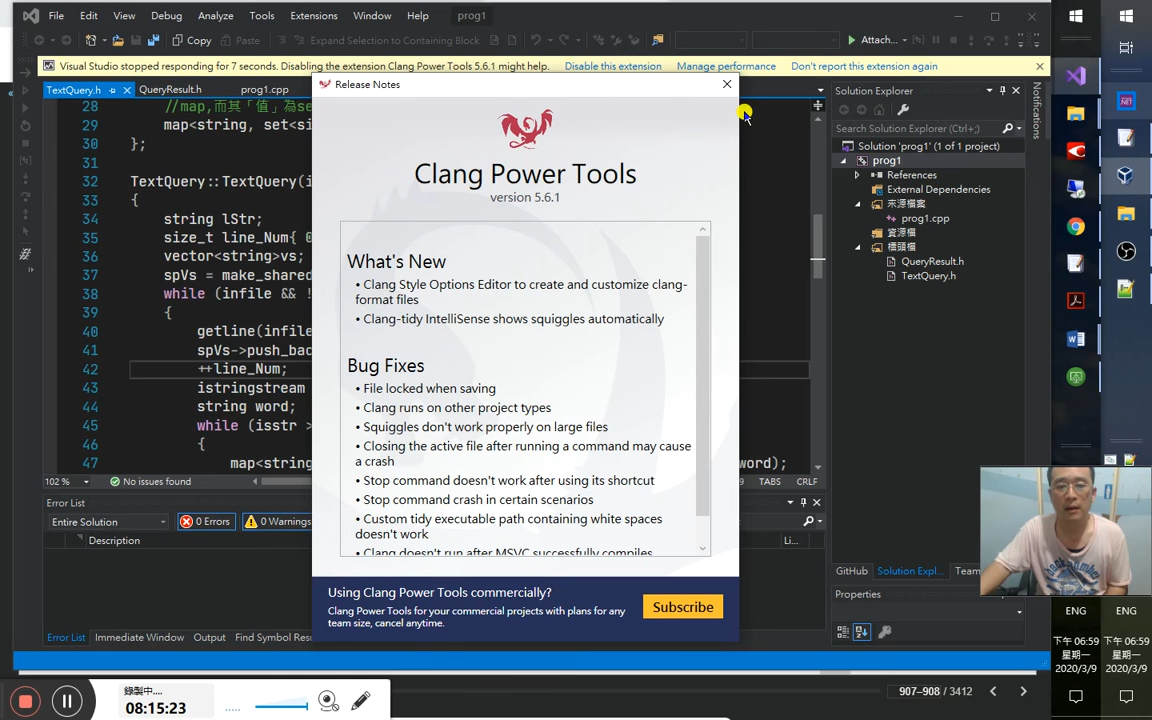 File Edit View Debug Analyze Tools Extensions Window Help prog1
Copy Paste Expand Selection to Containing Block Attach...
Visual Studio stopped responding for 7 seconds. Disabling the extension Clang Power Tools 5.6.1 might help. Disable this extension Manage performance Don't report this extension again
TextQuery.h QueryResult.h prog1.cpp
28 //map,而其「值」為se
29 map<string, set<si
30 };
31
32 TextQuery::TextQuery(i
33 {
34 string lStr;
35 size_t line_Num{ 0
36 vector<string>vs;
37 spVs = make_shared
38 while (infile && !
39 {
40 getline(infile
41 spVs->push_bac
42 ++line_Num;
43 istringstream
44 string word;
45 while (isstr >
46 {
47 map<string word);
102 % No issues found 9 TABS CRLF
Release Notes
Clang Power Tools
version 5.6.1
What's New
• Clang Style Options Editor to create and customize clang-
format files
• Clang-tidy IntelliSense shows squiggles automatically
Bug Fixes
• File locked when saving
• Clang runs on other project types
• Squiggles don't work properly on large files
• Closing the active file after running a command may cause
a crash
• Stop command doesn't work after using its shortcut
• Stop command crash in certain scenarios
• Custom tidy executable path containing white spaces
doesn't work
• Clang doesn't run after MSVC successfully compiles
Using Clang Power Tools commercially?
Clang Power Tools for your commercial projects with plans for any
team size, cancel anytime.
Subscribe
Error List
Entire Solution 0 Errors 0 Warnings
Description Li...
Error List Immediate Window Output Find Symbol Res
Solution Explorer
Search Solution Explorer (Ctrl+;)
Solution 'prog1' (1 of 1 project)
prog1
References
External Dependencies
來源檔案
prog1.cpp
資源檔
標頭檔
QueryResult.h
TextQuery.h
GitHub Solution Expl... Team
Properties
Notifications
.NET
ENG ENG
下午 06:59 下午 06:59
星期一 星期一
2020/3/9 2020/3/9
錄製中....
08:15:23
907–908 / 3412